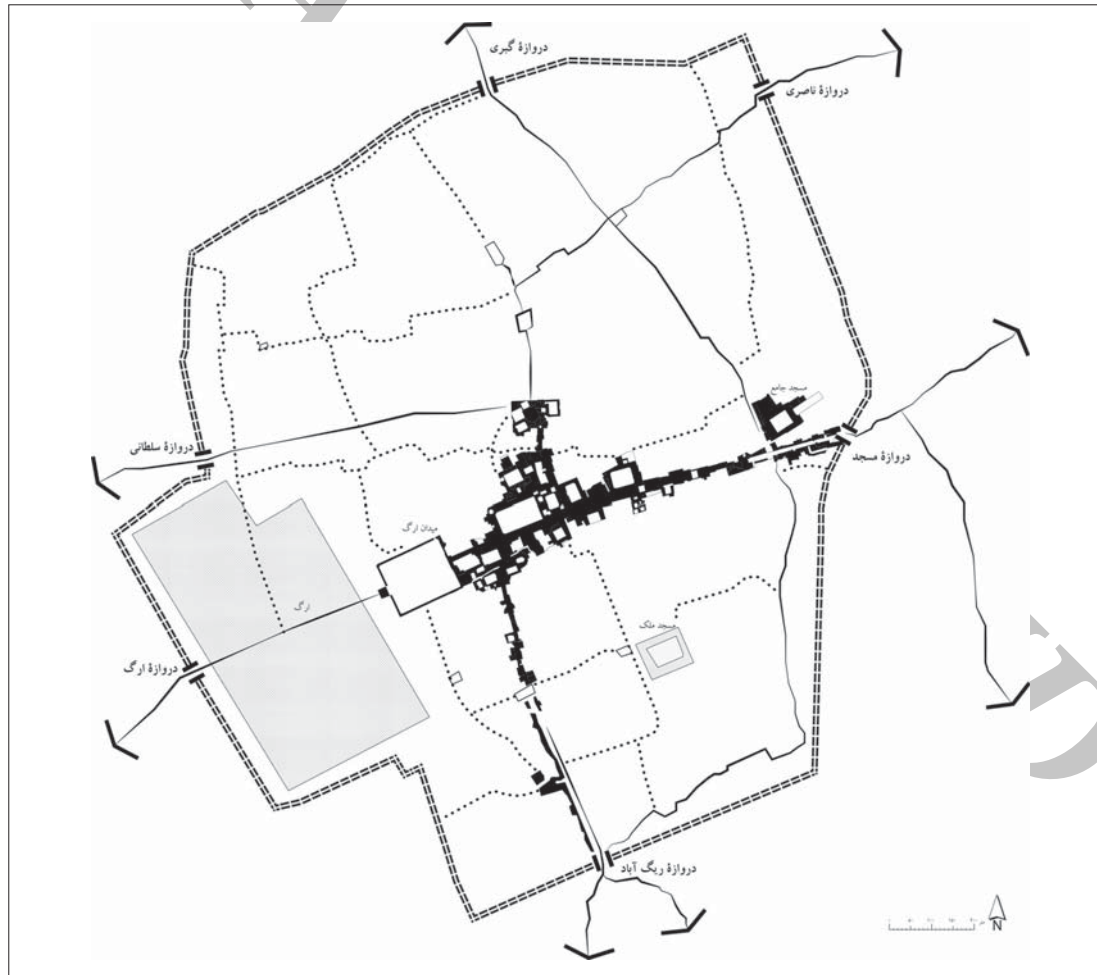 دروازهٔ گبری
دروازهٔ ناصری
مسجد جامع
دروازهٔ سلطانی
دروازهٔ مسجد
میدان ارگ
ارگ
مسجد ملک
دروازهٔ ارگ
دروازهٔ ریگ آباد
N